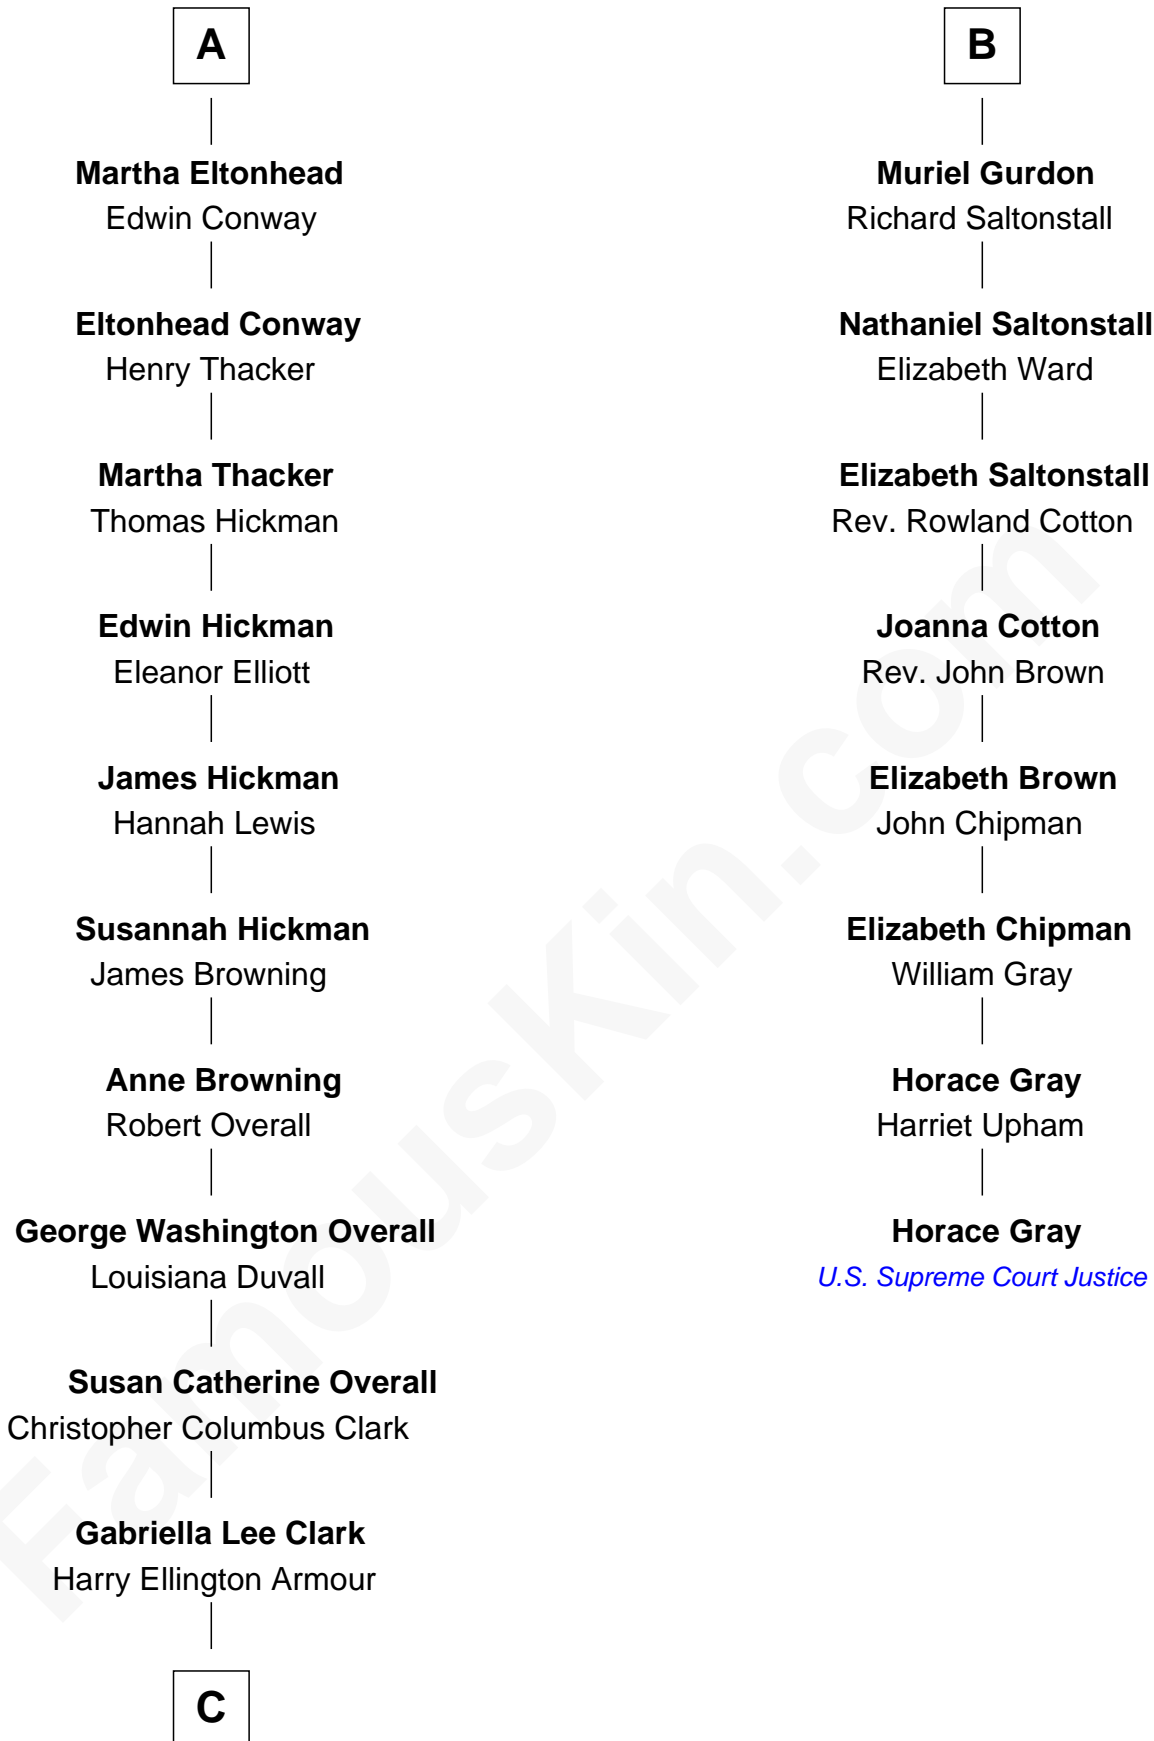 A
Martha Eltonhead
Edwin Conway
Eltonhead Conway
Henry Thacker
Martha Thacker
Thomas Hickman
Edwin Hickman
Eleanor Elliott
James Hickman
Hannah Lewis
Susannah Hickman
James Browning
Anne Browning
Robert Overall
George Washington Overall
Louisiana Duvall
Susan Catherine Overall
Christopher Columbus Clark
Gabriella Lee Clark
Harry Ellington Armour
C
B
Muriel Gurdon
Richard Saltonstall
Nathaniel Saltonstall
Elizabeth Ward
Elizabeth Saltonstall
Rev. Rowland Cotton
Joanna Cotton
Rev. John Brown
Elizabeth Brown
John Chipman
Elizabeth Chipman
William Gray
Horace Gray
Harriet Upham
Horace Gray
U.S. Supreme Court Justice
FamousKin.com